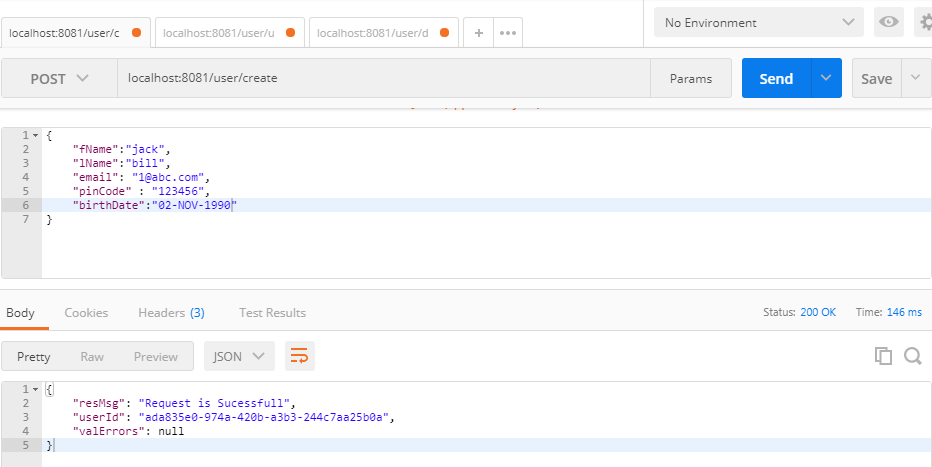 localhost:8081/user/c localhost:8081/user/u localhost:8081/user/d + ••• No Environment
POST localhost:8081/user/create Params Send Save
1 {
2 "fName":"jack",
3 "lName":"bill",
4 "email": "1@abc.com",
5 "pinCode" : "123456",
6 "birthDate":"02-NOV-1990"
7 }
Body Cookies Headers (3) Test Results Status: 200 OK Time: 146 ms
Pretty Raw Preview JSON
1 {
2 "resMsg": "Request is Sucessfull",
3 "userId": "ada835e0-974a-420b-a3b3-244c7aa25b0a",
4 "valErrors": null
5 }